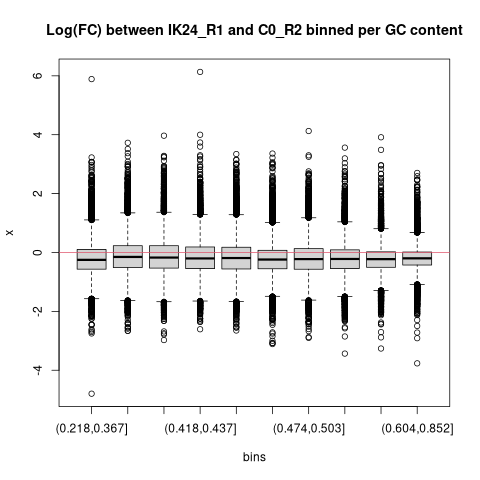 Log(FC) between IK24_R1 and C0_R2 binned per GC content
6
4
2
0
-2
-4
x
(0.218,0.367] (0.418,0.437] (0.474,0.503] (0.604,0.852]
bins